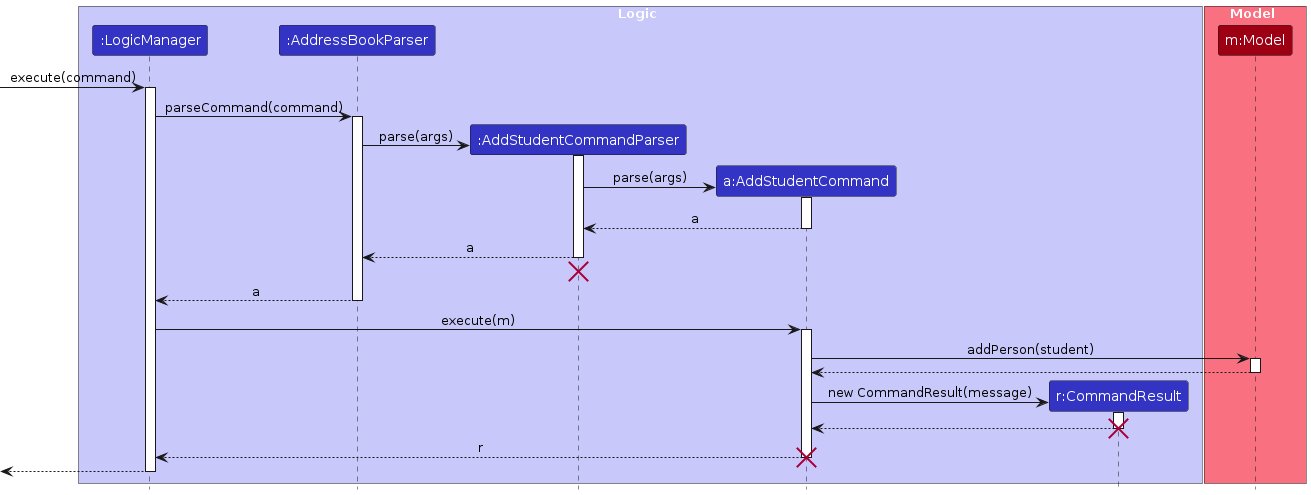 Logic
Model
:LogicManager
:AddressBookParser
m:Model
execute(command)
parseCommand(command)
:AddStudentCommandParser
parse(args)
a:AddStudentCommand
parse(args)
a
a
a
execute(m)
addPerson(student)
new CommandResult(message)
r:CommandResult
r